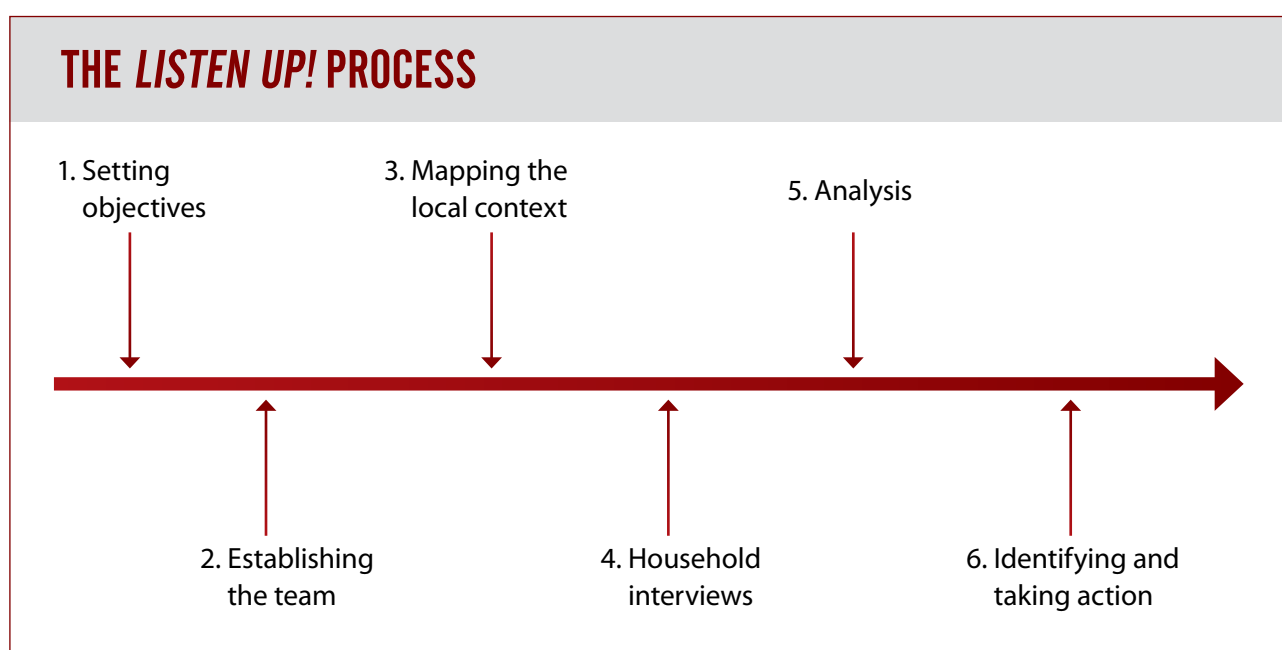 THE LISTEN UP! PROCESS
1. Setting
objectives
2. Establishing
the team
3. Mapping the
local context
4. Household
interviews
5. Analysis
6. Identifying and
taking action